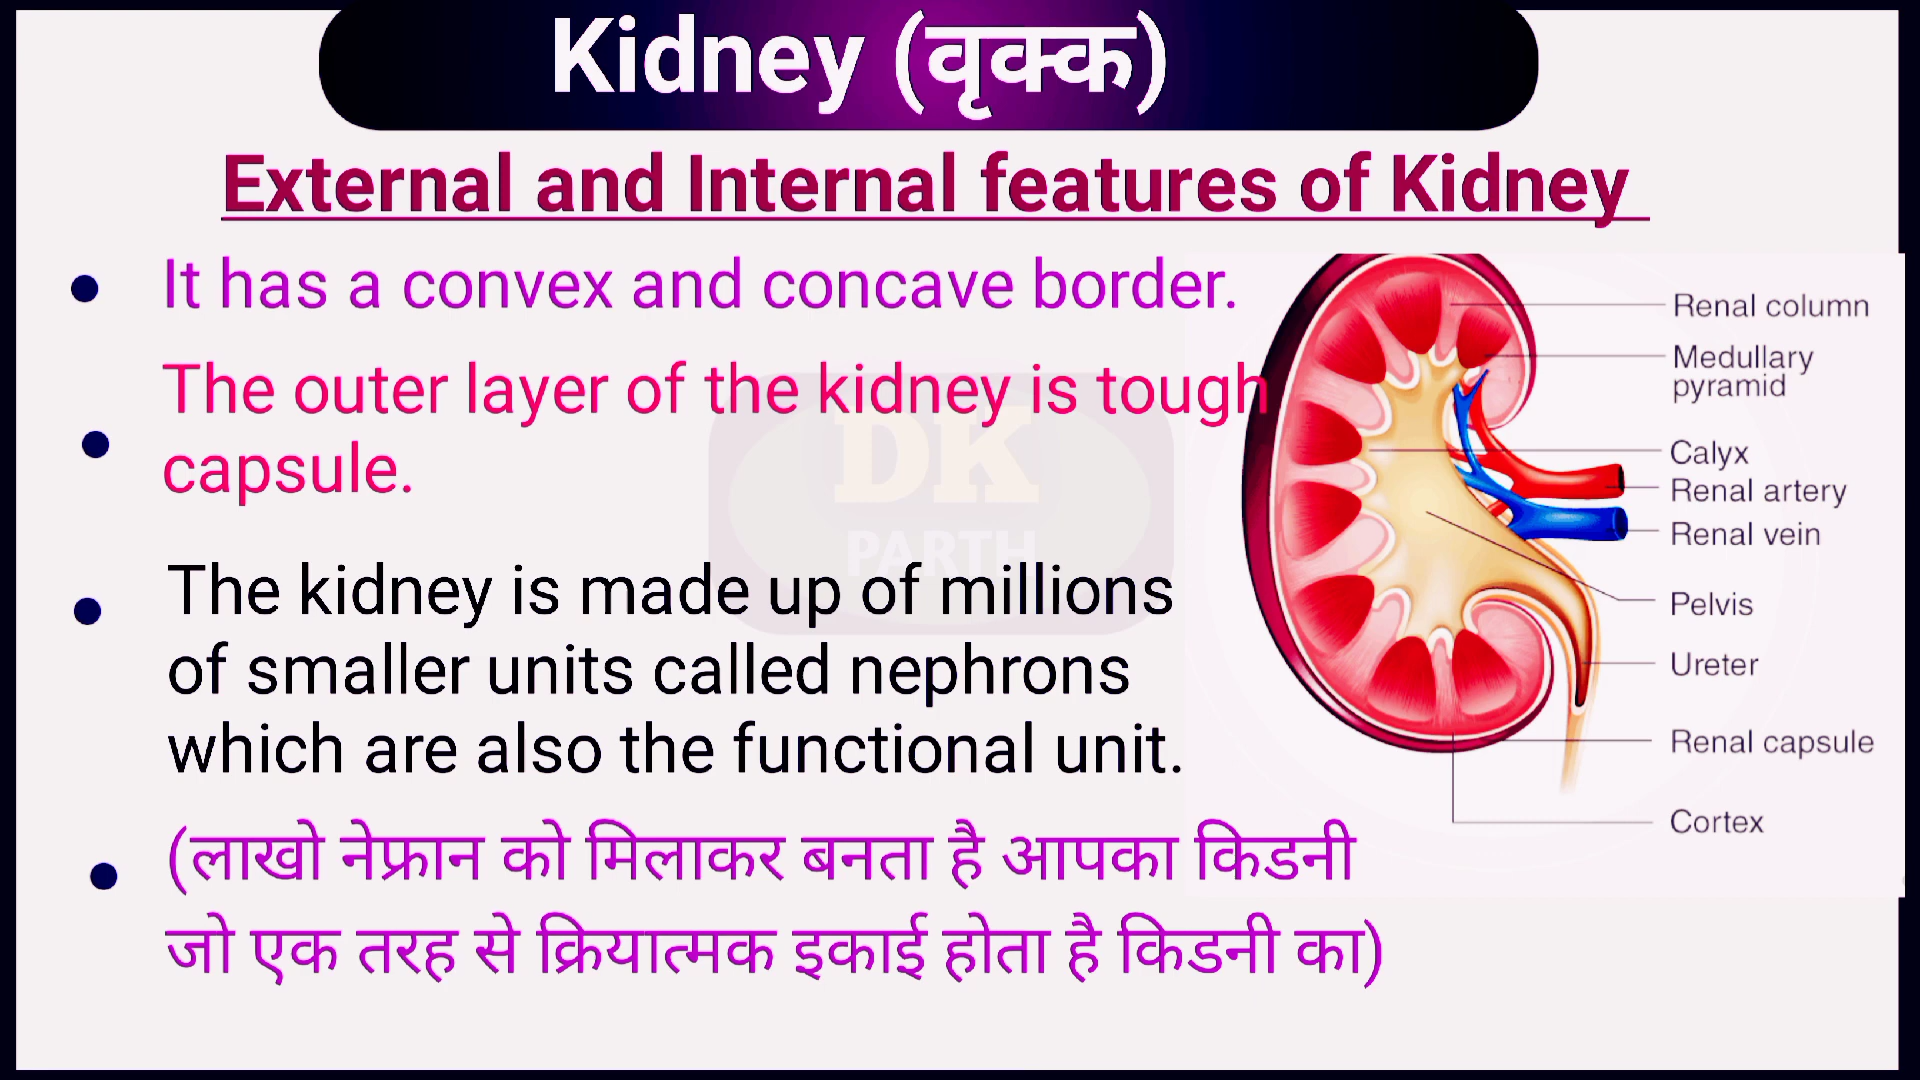 Kidney (वृक्क)
External and Internal features of Kidney
It has a convex and concave border.
The outer layer of the kidney is tough
capsule.
The kidney is made up of millions
of smaller units called nephrons
which are also the functional unit.
(लाखो नेफ्रान को मिलाकर बनता है आपका किडनी
जो एक तरह से क्रियात्मक इकाई होता है किडनी का)
Renal column
Medullary
pyramid
Calyx
Renal artery
Renal vein
Pelvis
Ureter
Renal capsule
Cortex
DK
PARTH